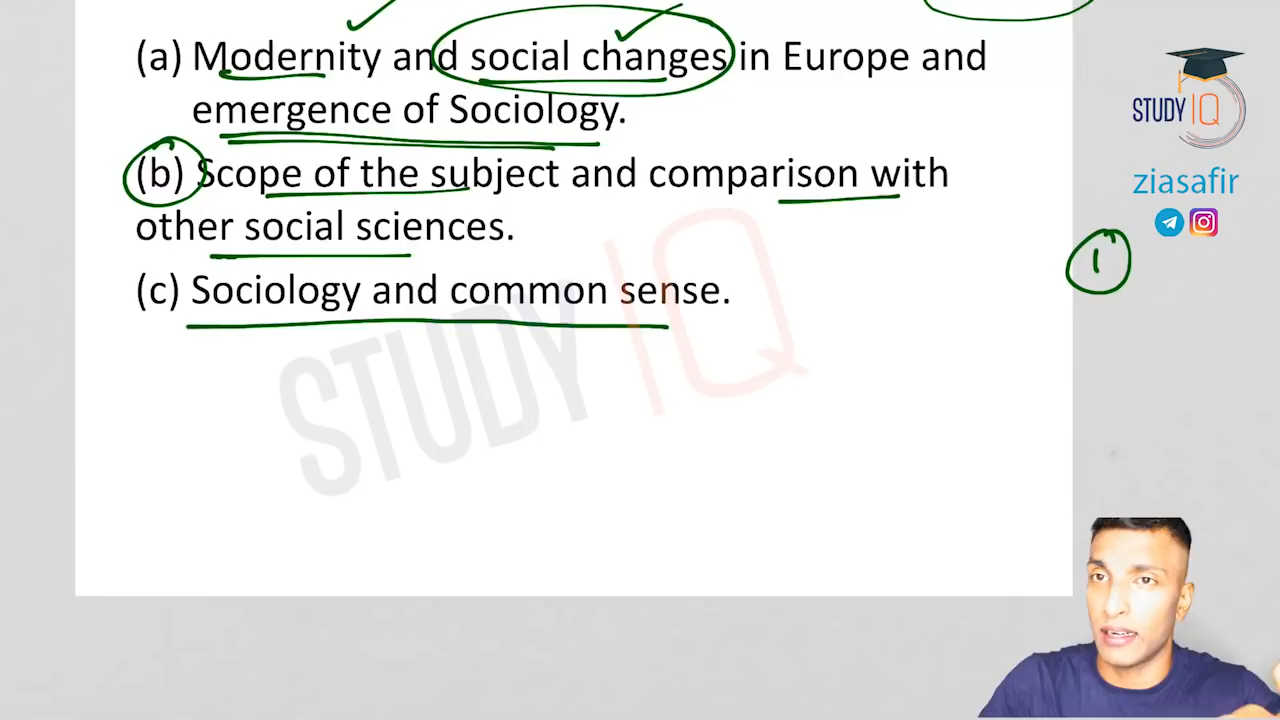 (a) Modernity and social changes in Europe and
emergence of Sociology.
(b) Scope of the subject and comparison with
other social sciences.
(c) Sociology and common sense.
STUDY IQ
STUDY IQ
ziasafir
1